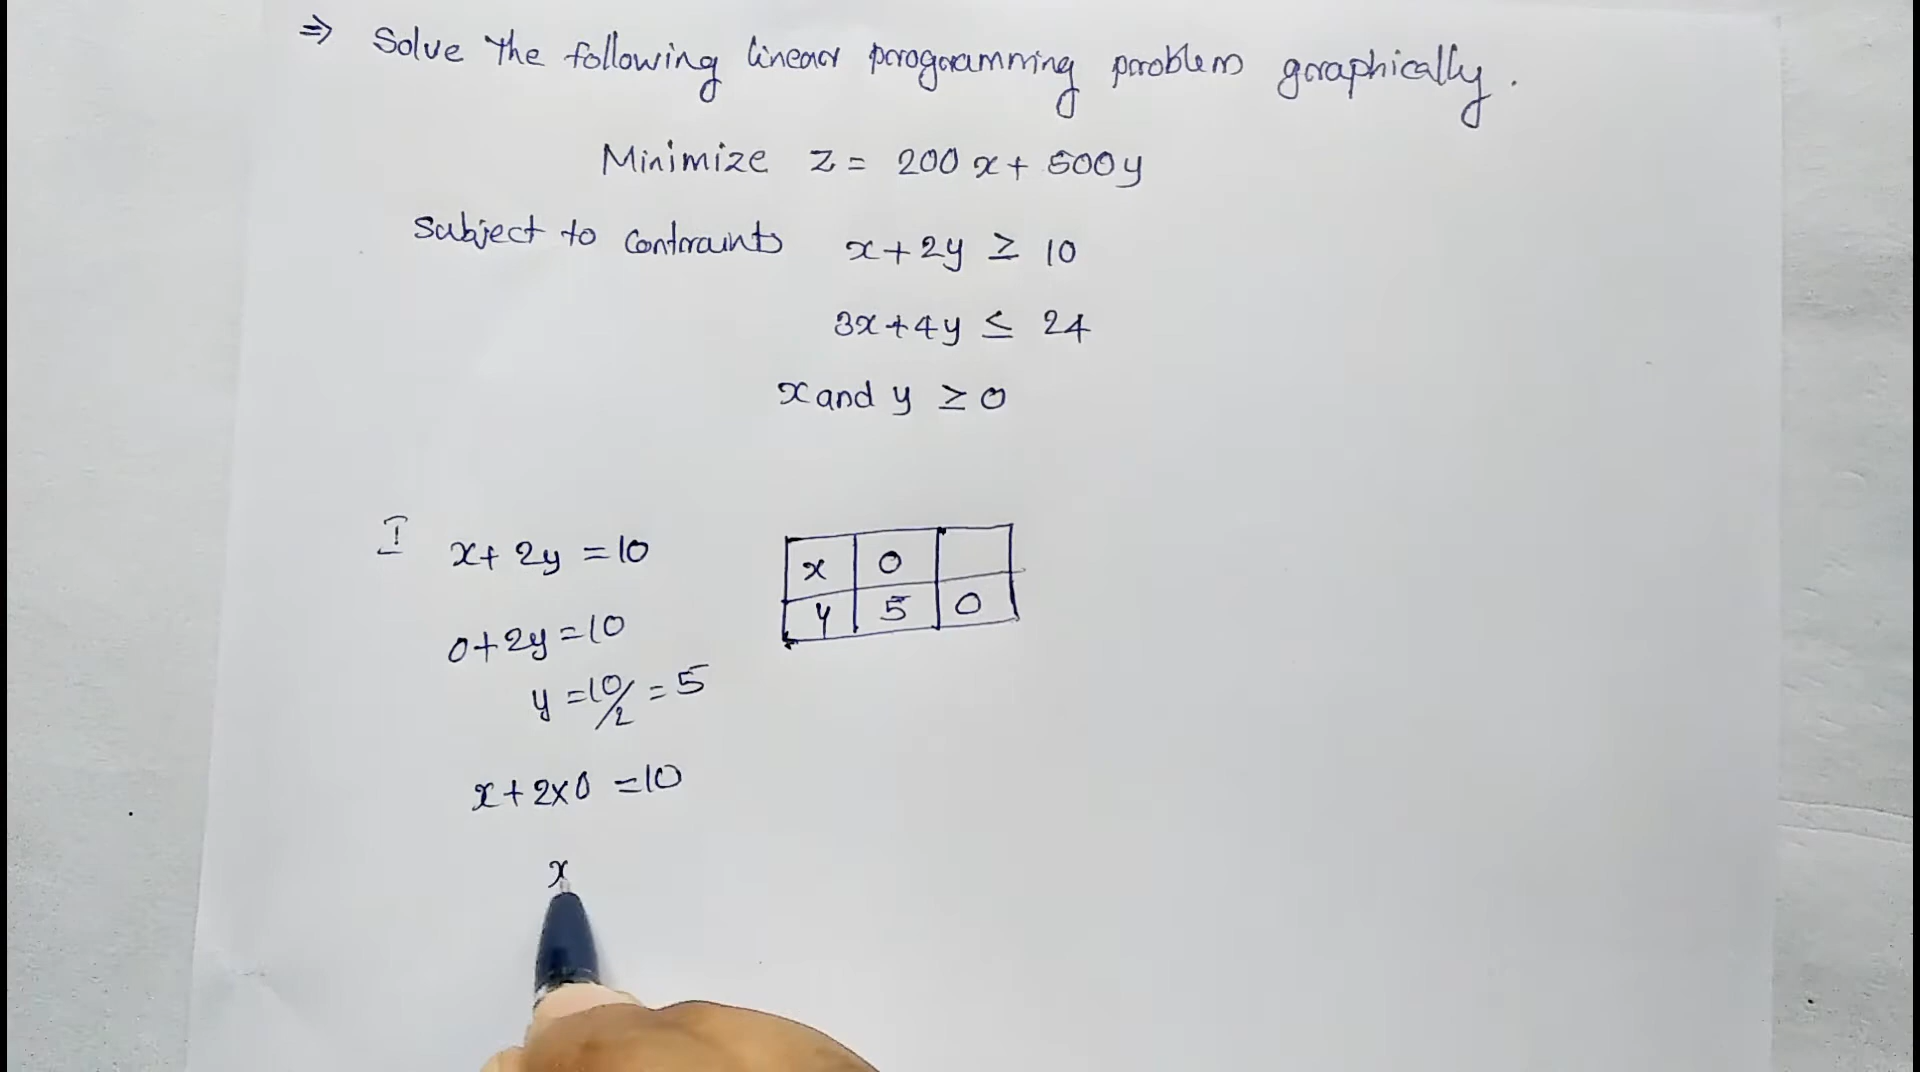 ⇒ Solve the following linear programming problem graphically.
Minimize z = 200x + 500y
Subject to Contraints x + 2y ≥ 10
3x + 4y ≤ 24
x and y ≥ 0
I x + 2y = 10
x 0
y 5 0
0 + 2y = 10
y = 10/2 = 5
x + 2x0 = 10
x